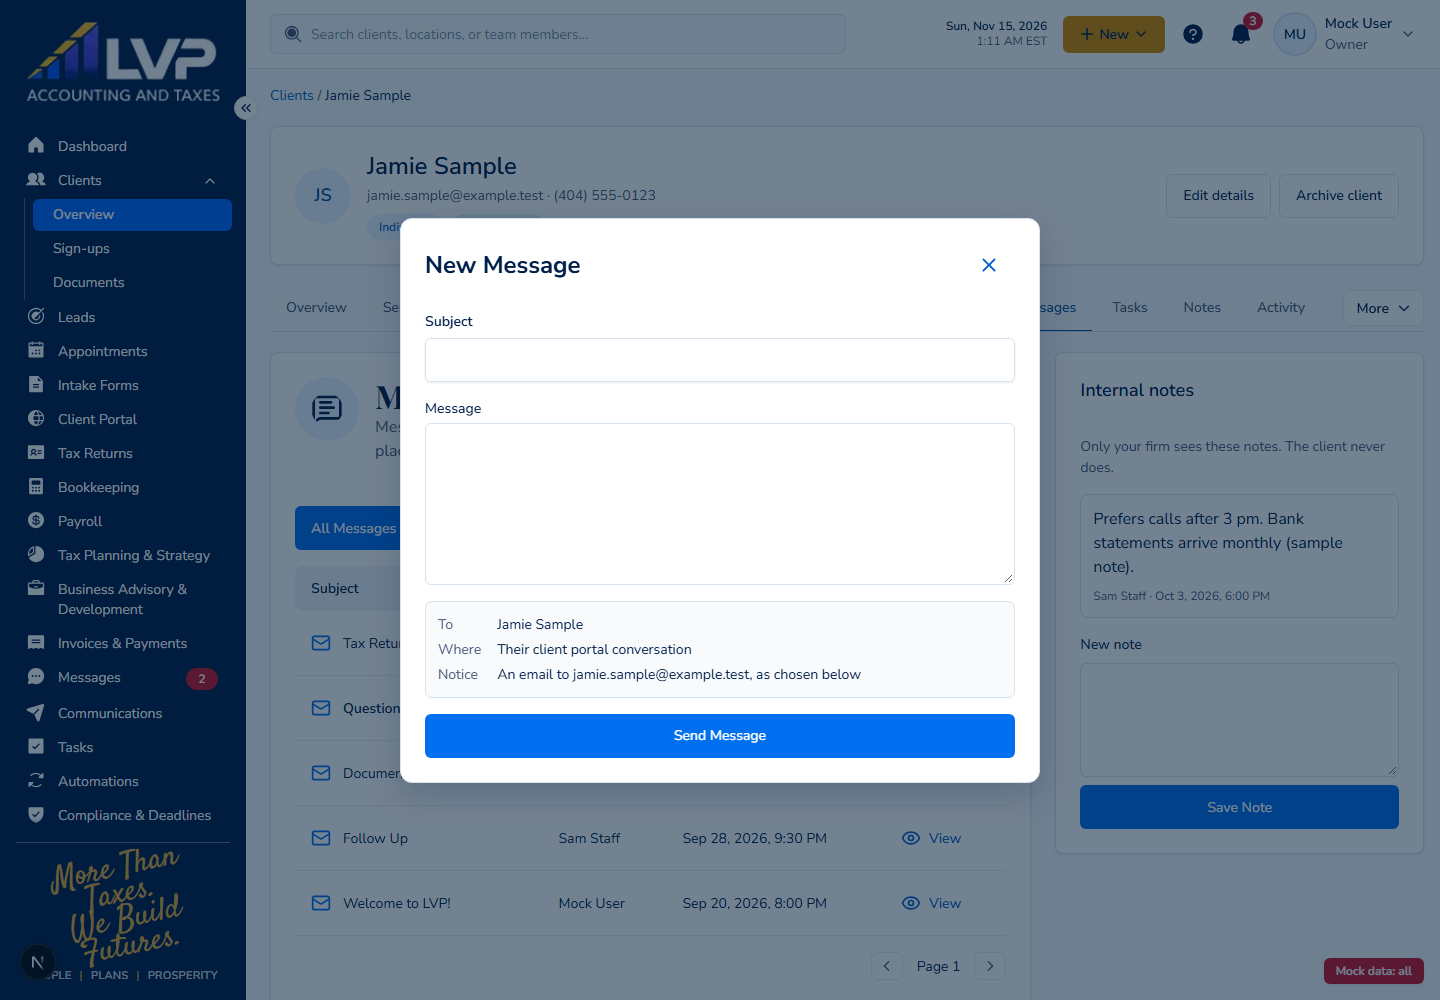 LVP
ACCOUNTING AND TAXES
Search clients, locations, or team members...
Sun, Nov 15, 2026
1:11 AM EST
New
3
MU
Mock User
Owner
Dashboard
Clients
Overview
Sign-ups
Documents
Leads
Appointments
Intake Forms
Client Portal
Tax Returns
Bookkeeping
Payroll
Tax Planning & Strategy
Business Advisory &
Development
Invoices & Payments
Messages 2
Communications
Tasks
Automations
Compliance & Deadlines
More Than
Taxes.
We Build
Futures.
N
PLE | PLANS | PROSPERITY
Clients / Jamie Sample
JS
Jamie Sample
jamie.sample@example.test · (404) 555-0123
Indi
Edit details
Archive client
Overview
Se
sages
Tasks
Notes
Activity
More
M
Mes
pla
All Messages
Subject
Tax Retu
Question
Documen
Follow Up Sam Staff Sep 28, 2026, 9:30 PM View
Welcome to LVP! Mock User Sep 20, 2026, 8:00 PM View
Page 1
New Message
Subject
Message
To Jamie Sample
Where Their client portal conversation
Notice An email to jamie.sample@example.test, as chosen below
Send Message
Internal notes
Only your firm sees these notes. The client never
does.
Prefers calls after 3 pm. Bank
statements arrive monthly (sample
note).
Sam Staff · Oct 3, 2026, 6:00 PM
New note
Save Note
Mock data: all